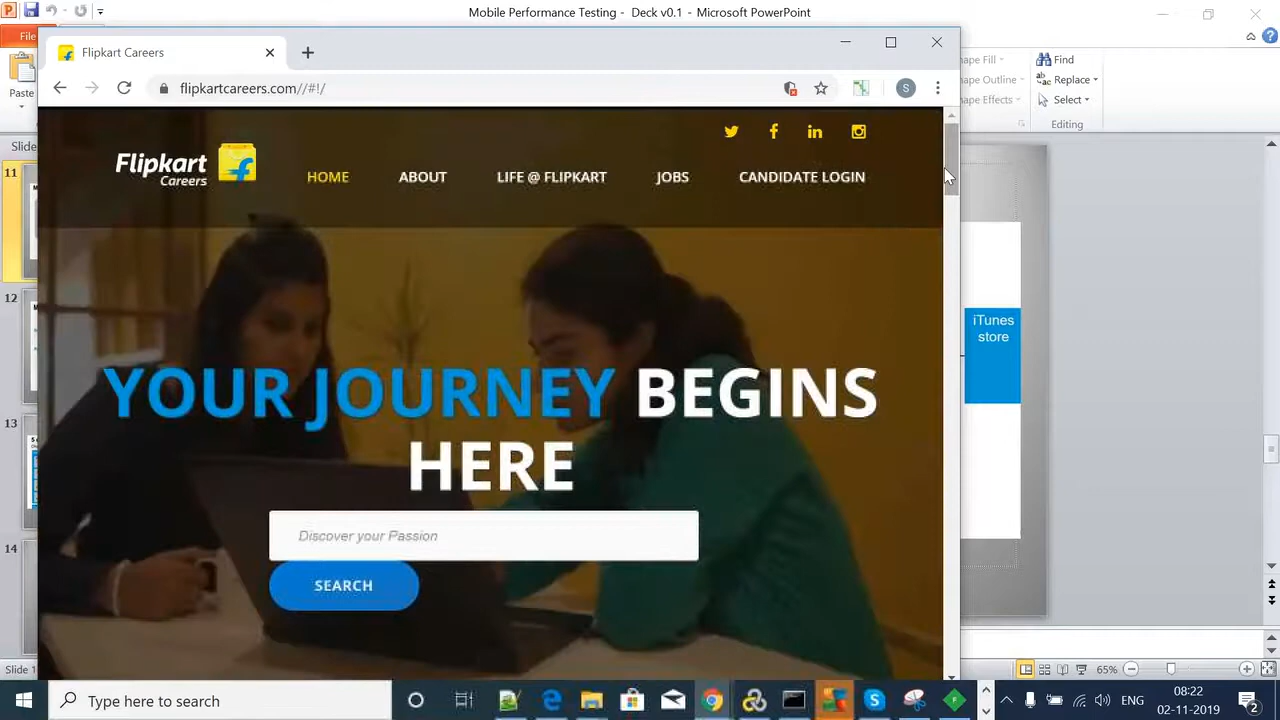 Mobile Performance Testing - Deck v0.1 - Microsoft PowerPoint
File
Paste
Find
Replace
Select
Editing
Flipkart Careers
flipkartcareers.com//#!/
S
Flipkart
Careers
HOME
ABOUT
LIFE @ FLIPKART
JOBS
CANDIDATE LOGIN
YOUR JOURNEY BEGINS
HERE
Discover your Passion
SEARCH
iTunes
store
11
12
13
14
65%
Type here to search
ENG
08:22
02-11-2019
2